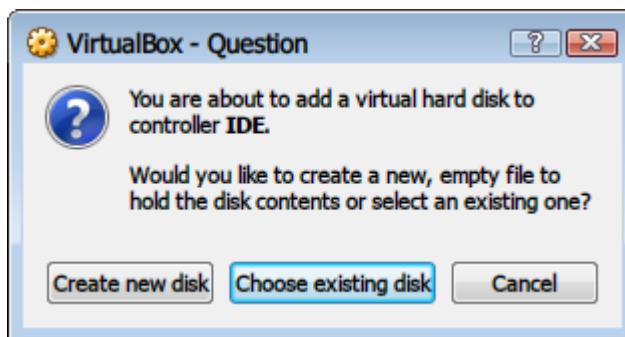 VirtualBox - Question
You are about to add a virtual hard disk to
controller IDE.
Would you like to create a new, empty file to
hold the disk contents or select an existing one?
Create new disk Choose existing disk Cancel